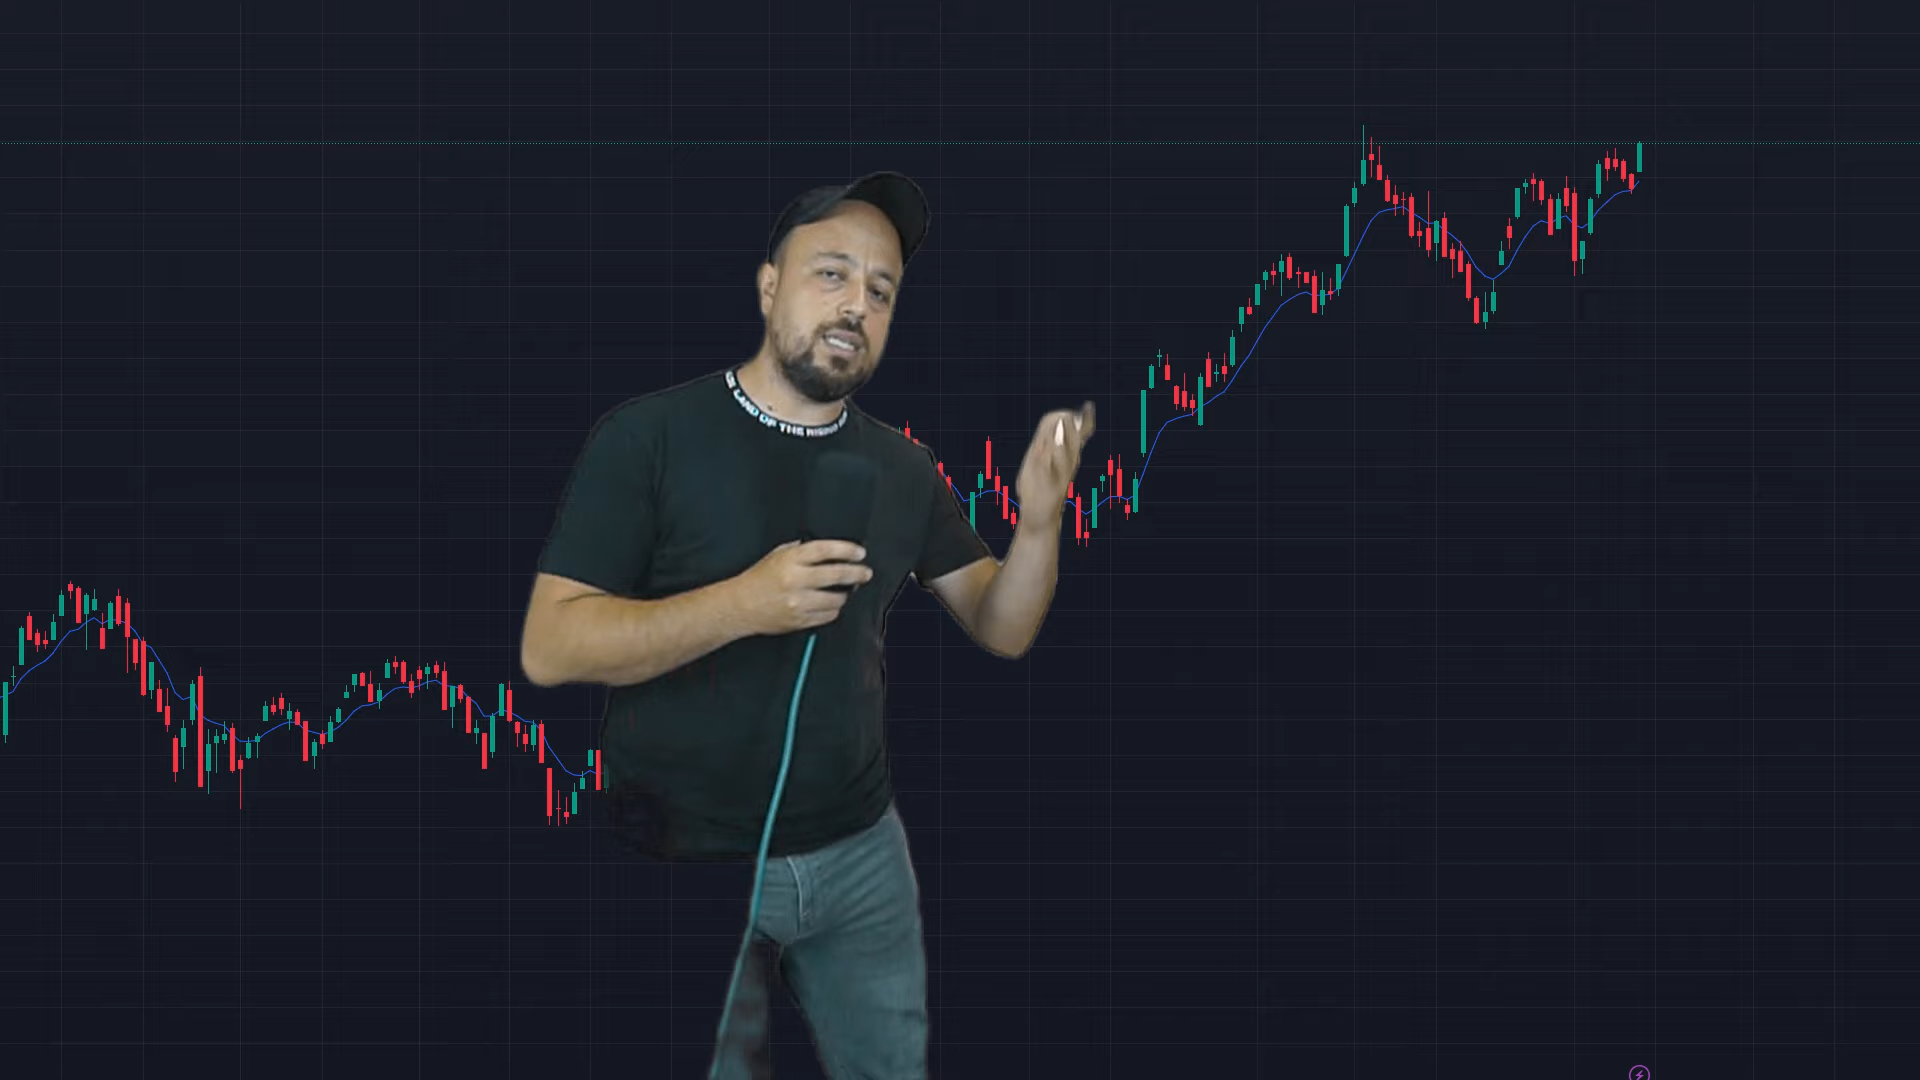 LAND OF THE RISING